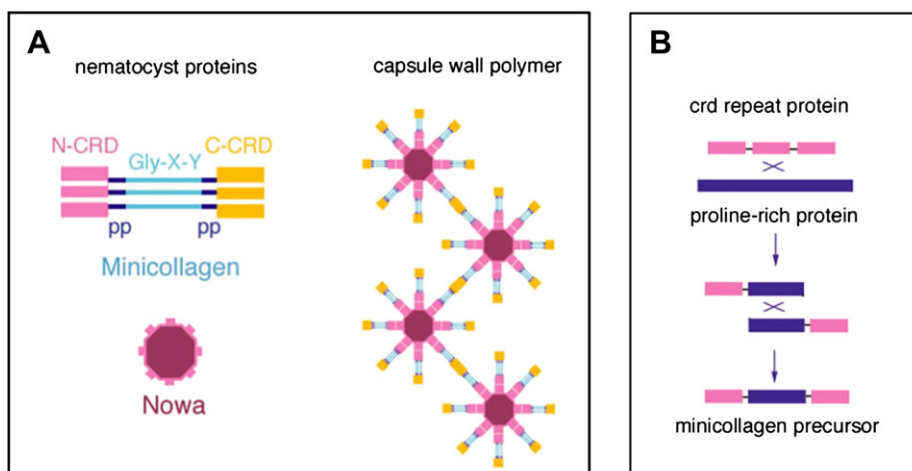 A
nematocyst proteins
capsule wall polymer
N-CRD
C-CRD
Gly-X-Y
pp
pp
Minicollagen
Nowa
B
crd repeat protein
proline-rich protein
minicollagen precursor